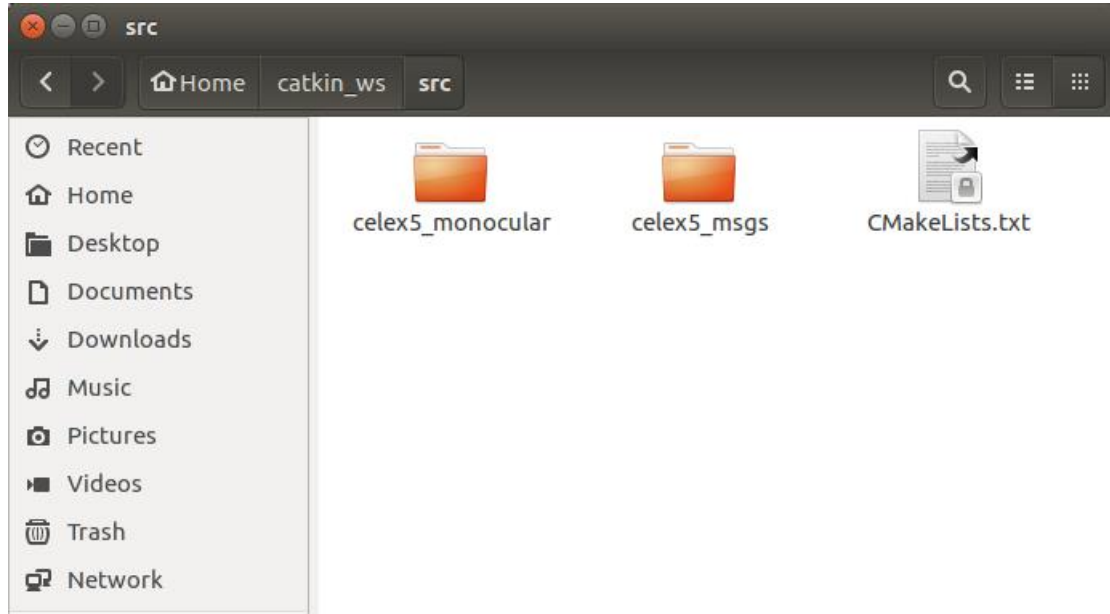 src
Home catkin_ws src
Recent
Home
Desktop
Documents
Downloads
Music
Pictures
Videos
Trash
Network
celex5_monocular celex5_msgs CMakeLists.txt